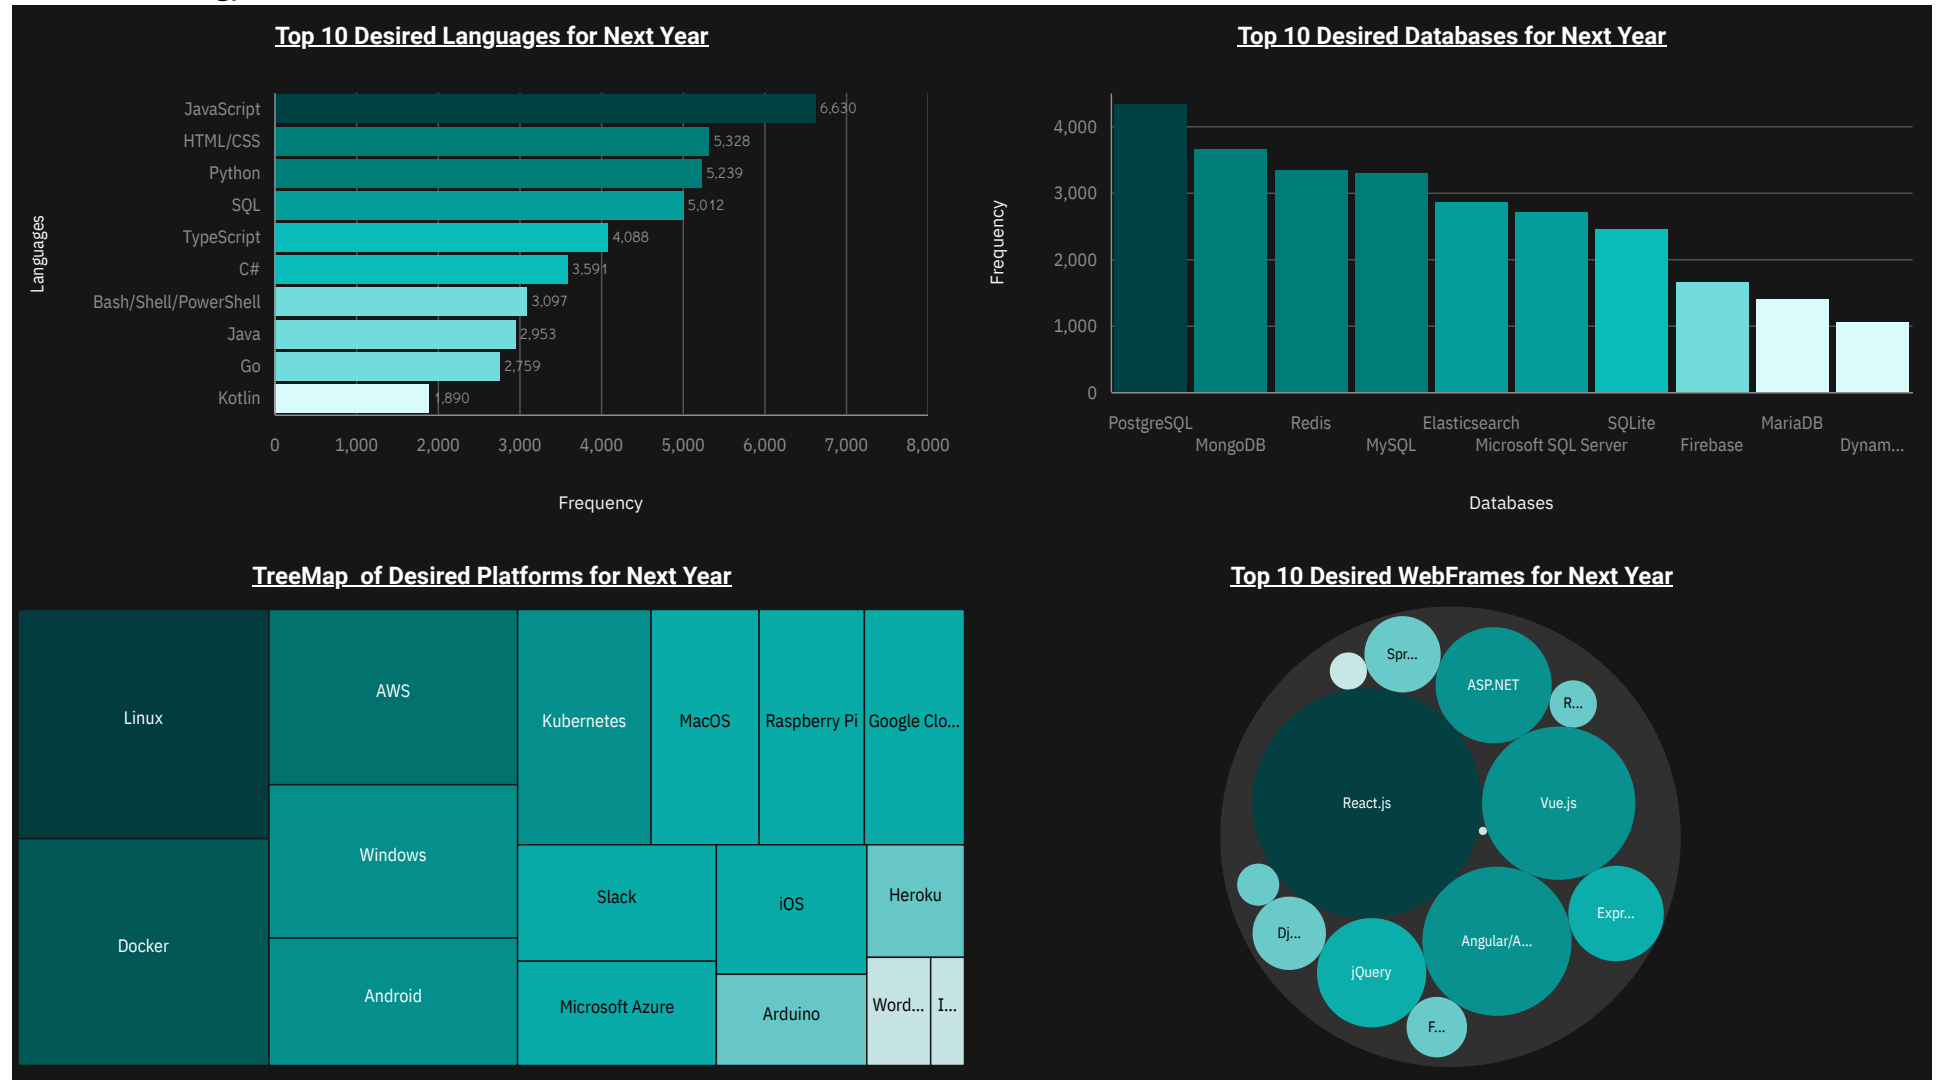 Top 10 Desired Languages for Next Year
Languages
JavaScript 6,630
HTML/CSS 5,328
Python 5,239
SQL 5,012
TypeScript 4,088
C# 3,591
Bash/Shell/PowerShell 3,097
Java 2,953
Go 2,759
Kotlin 1,890
0 1,000 2,000 3,000 4,000 5,000 6,000 7,000 8,000
Frequency
Top 10 Desired Databases for Next Year
Frequency
4,000
3,000
2,000
1,000
0
PostgreSQL Redis Elasticsearch SQLite MariaDB
MongoDB MySQL Microsoft SQL Server Firebase Dynam...
Databases
TreeMap of Desired Platforms for Next Year
Linux
Docker
AWS
Windows
Android
Kubernetes
MacOS
Raspberry Pi
Google Clo...
Slack
Microsoft Azure
iOS
Arduino
Heroku
Word...
I...
Top 10 Desired WebFrames for Next Year
Spr...
ASP.NET
R...
React.js
Vue.js
Expr...
Dj...
Angular/A...
jQuery
F...